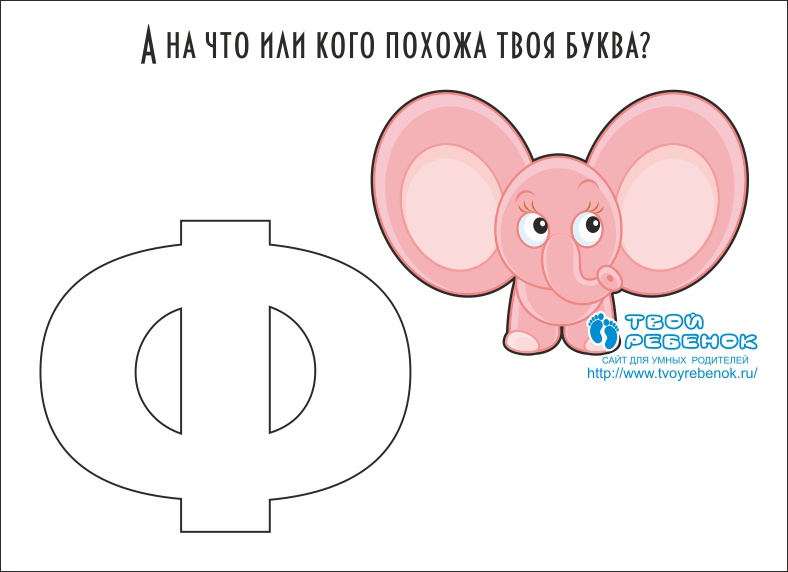 А НА ЧТО ИЛИ КОГО ПОХОЖА ТВОЯ БУКВА?
Ф
ТВОЙ
РЕБЕНОК
САЙТ ДЛЯ УМНЫХ РОДИТЕЛЕЙ
http://www.tvoyrebenok.ru/